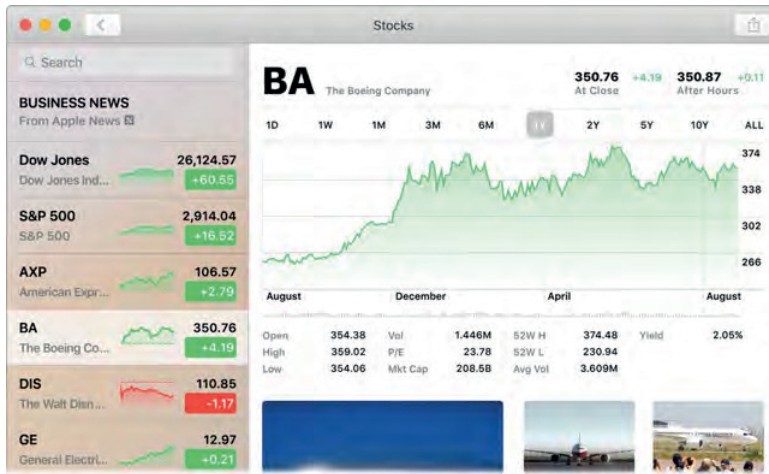 Stocks
Search
BUSINESS NEWS
From Apple News
Dow Jones 26,124.57
Dow Jones Ind... +60.55
S&P 500 2,914.04
S&P 500 +16.52
AXP 106.57
American Expr... +2.79
BA 350.76
The Boeing Co... +4.19
DIS 110.85
The Walt Disn... -1.17
GE 12.97
General Electri... +0.21
BA The Boeing Company 350.76 +4.19 350.87 +0.11
At Close After Hours
1D 1W 1M 3M 6M 2Y 5Y 10Y ALL
374
338
302
266
August December April August
Open 354.38 Vol 1.446M 52W H 374.48 Yield 2.05%
High 359.02 P/E 23.78 52W L 230.94
Low 354.06 Mkt Cap 208.5B Avg Vol 3.609M